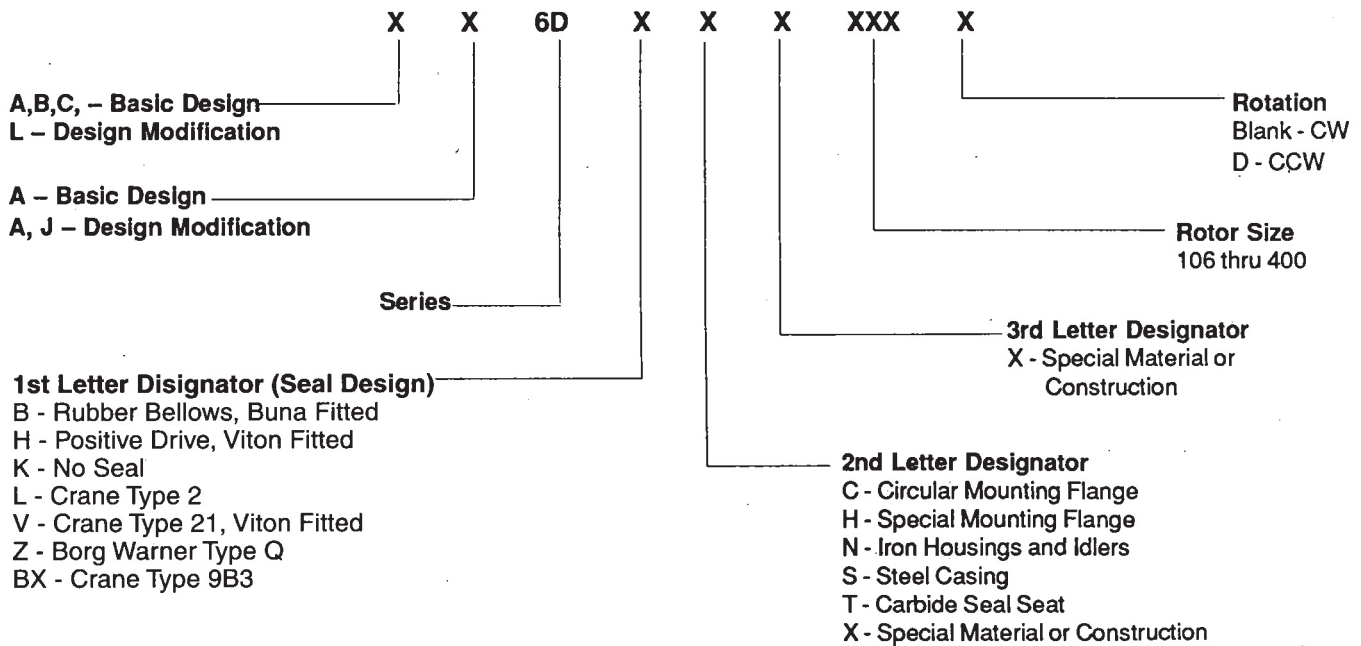 X X 6D X X X XXX X
A,B,C, – Basic Design
L – Design Modification
A – Basic Design
A, J – Design Modification
Series
1st Letter Disignator (Seal Design)
B - Rubber Bellows, Buna Fitted
H - Positive Drive, Viton Fitted
K - No Seal
L - Crane Type 2
V - Crane Type 21, Viton Fitted
Z - Borg Warner Type Q
BX - Crane Type 9B3
Rotation
Blank - CW
D - CCW
Rotor Size
106 thru 400
3rd Letter Designator
X - Special Material or
Construction
2nd Letter Designator
C - Circular Mounting Flange
H - Special Mounting Flange
N - Iron Housings and Idlers
S - Steel Casing
T - Carbide Seal Seat
X - Special Material or Construction